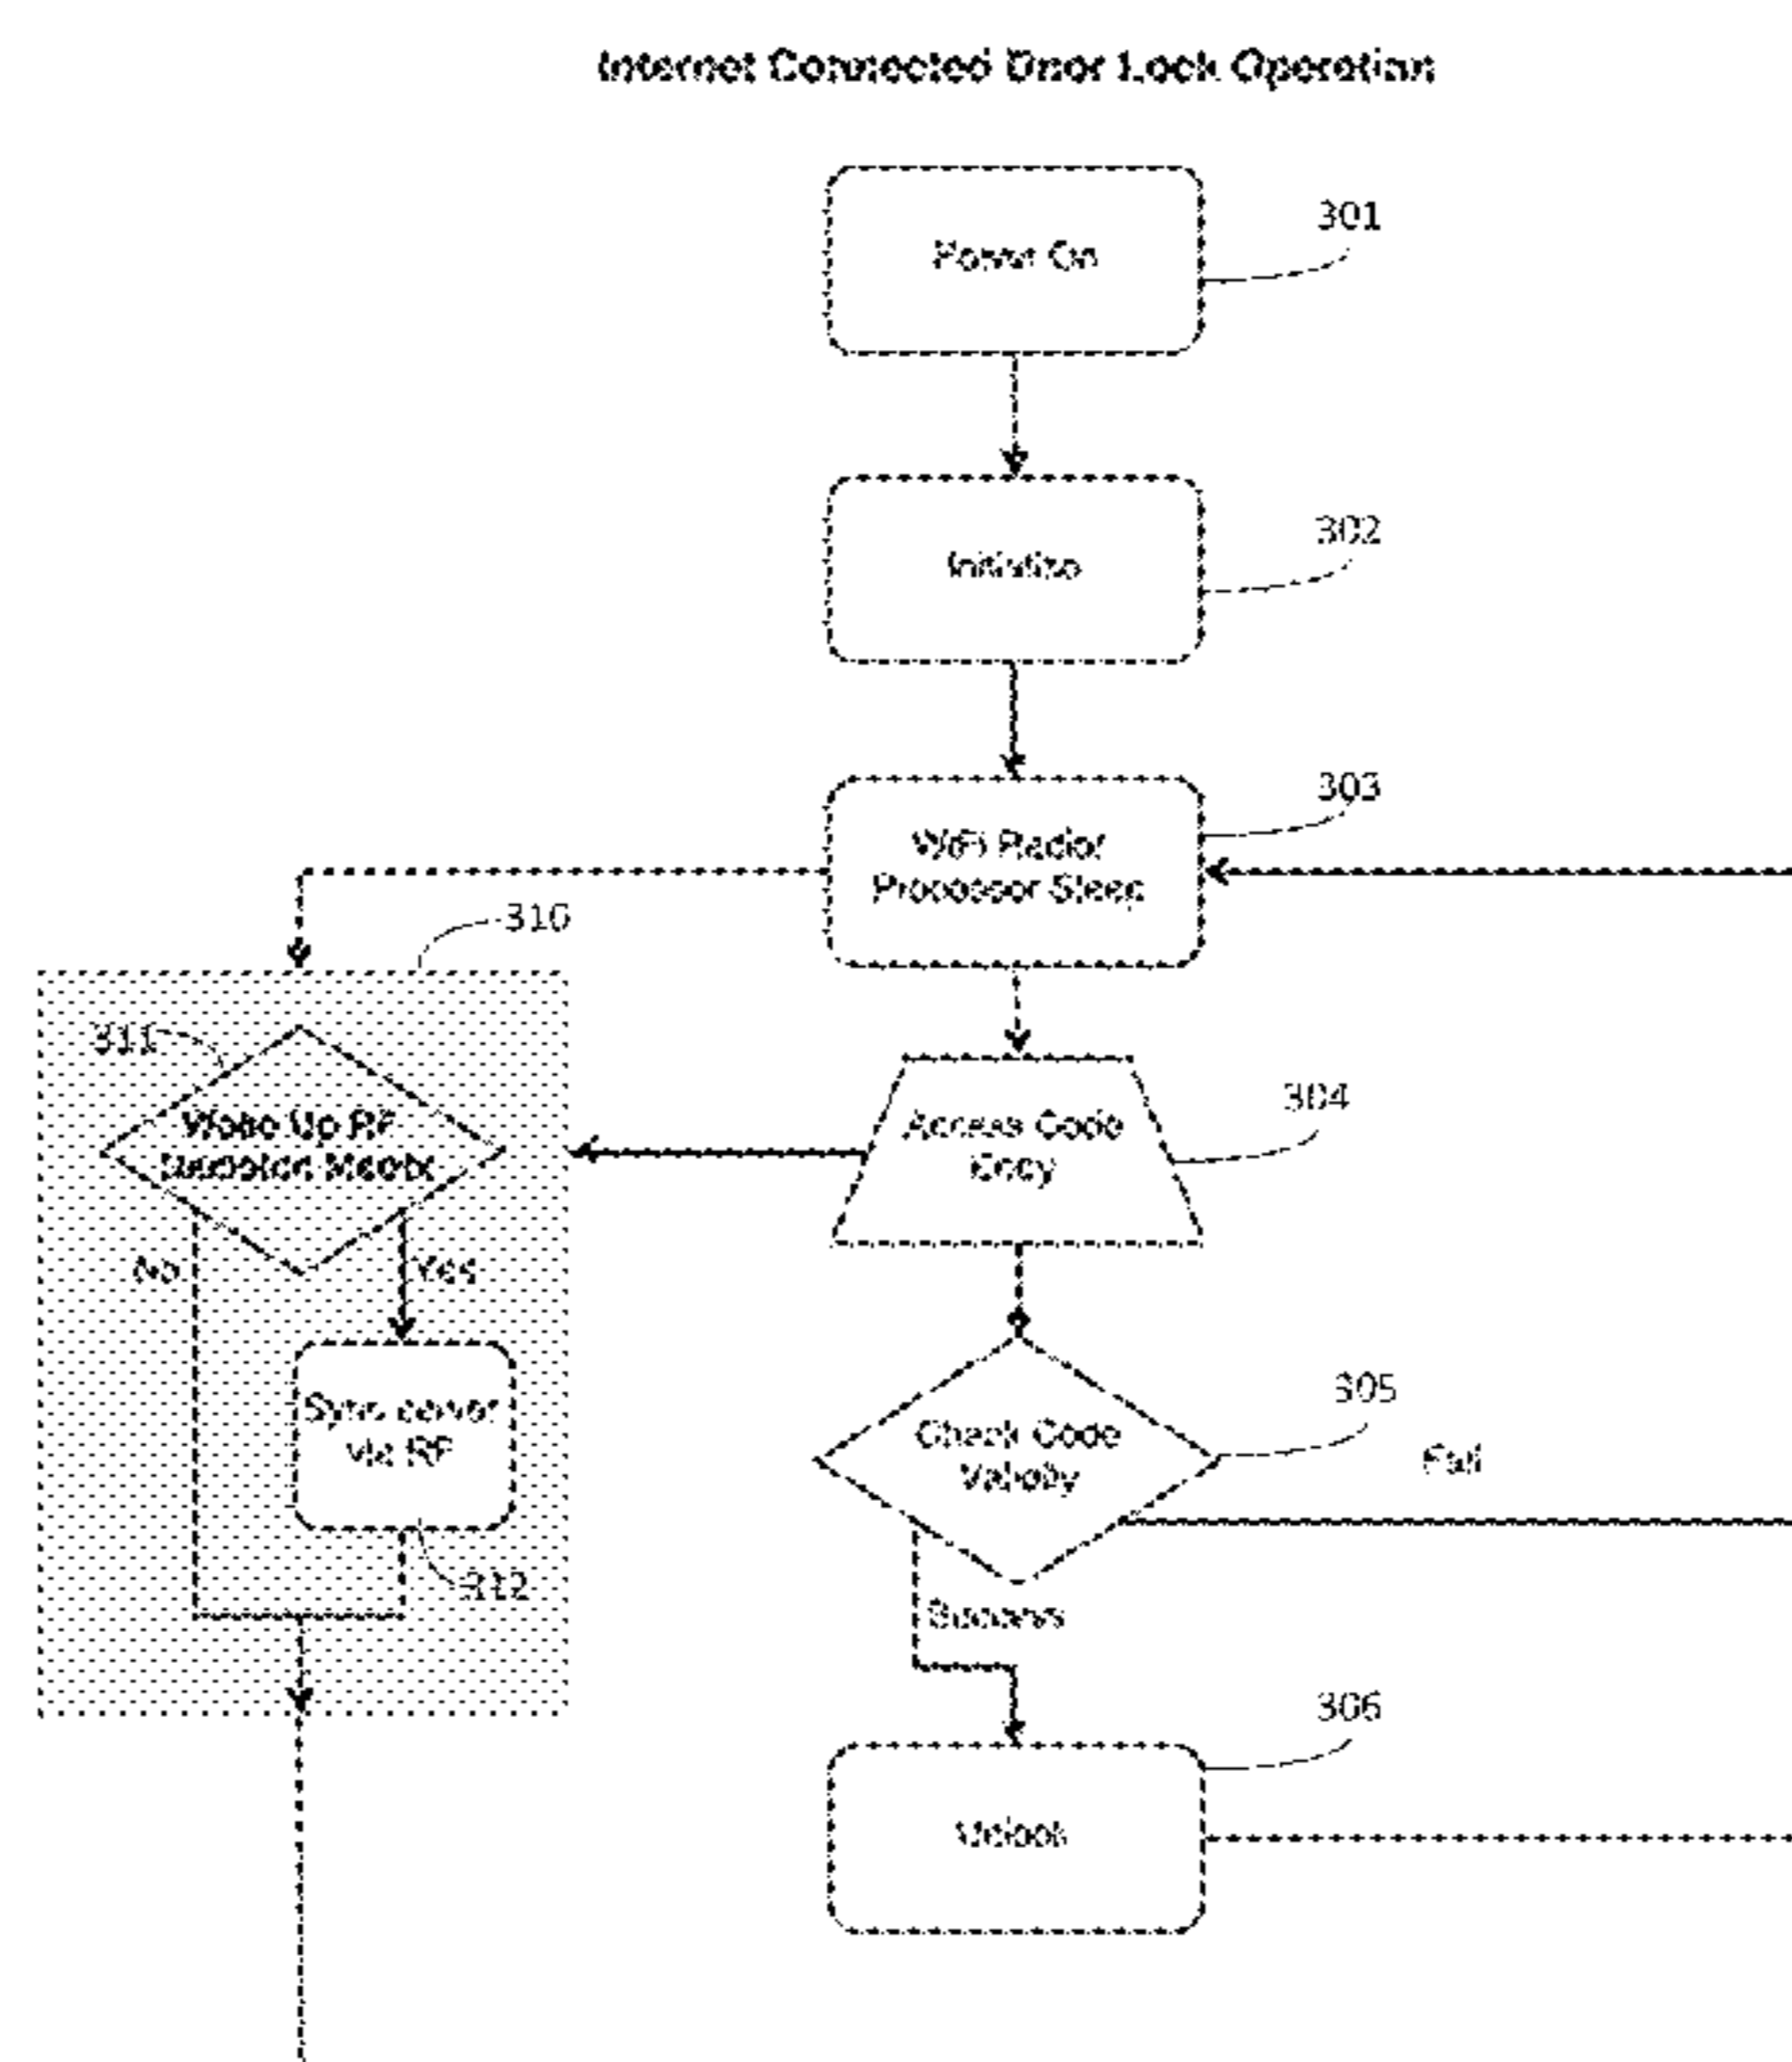 Internet Connected Door Lock Operation
Power On
301
Initialize
302
WiFi Radio/
Processor Sleep
303
310
311
Wake Up RF
Decision Matrix
No
Yes
Sync server
via RF
312
Access Code
Entry
304
Check Code
Validity
305
Fail
Success
306
Unlock